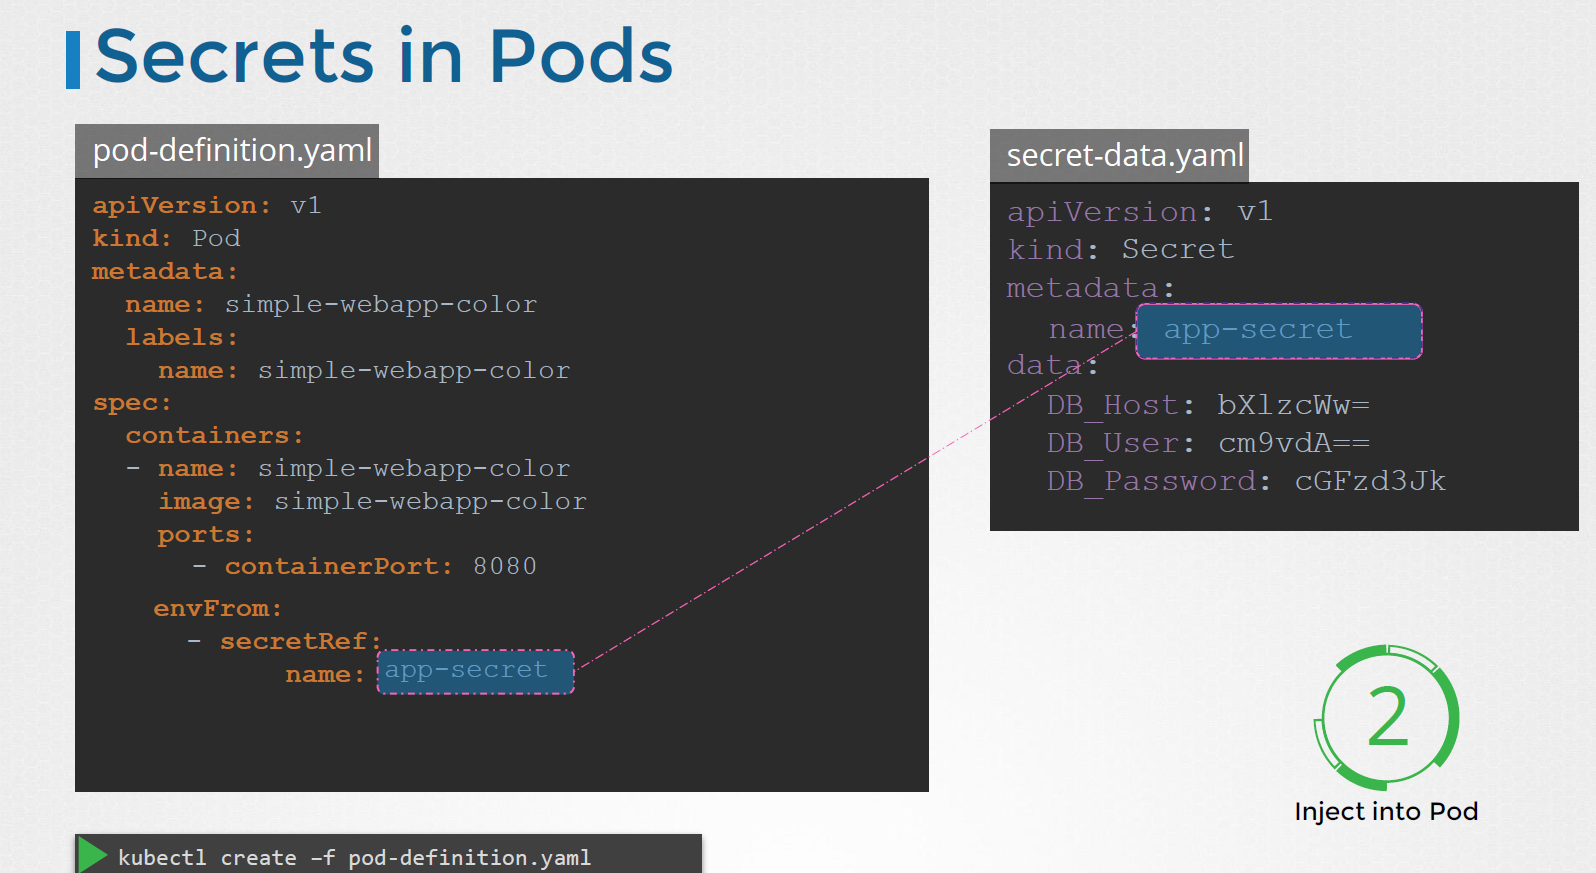 Secrets in Pods
pod-definition.yaml
apiVersion: v1
kind: Pod
metadata:
name: simple-webapp-color
labels:
name: simple-webapp-color
spec:
containers:
- name: simple-webapp-color
image: simple-webapp-color
ports:
- containerPort: 8080
envFrom:
- secretRef:
name: app-secret
kubectl create –f pod-definition.yaml
secret-data.yaml
apiVersion: v1
kind: Secret
metadata:
name: app-secret
data:
DB_Host: bXlzcWw=
DB_User: cm9vdA==
DB_Password: cGFzd3Jk
2
Inject into Pod